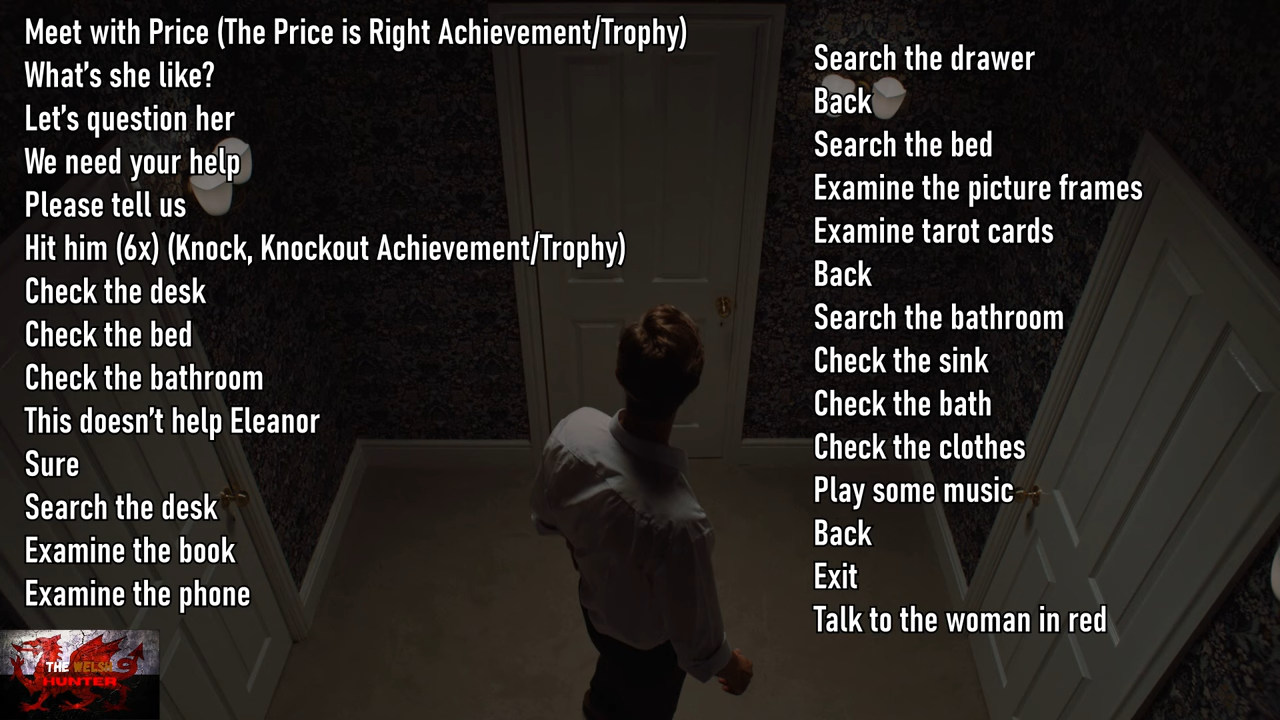 Meet with Price (The Price is Right Achievement/Trophy)
What's she like?
Let's question her
We need your help
Please tell us
Hit him (6x) (Knock, Knockout Achievement/Trophy)
Check the desk
Check the bed
Check the bathroom
This doesn't help Eleanor
Sure
Search the desk
Examine the book
Examine the phone
Search the drawer
Back
Search the bed
Examine the picture frames
Examine tarot cards
Back
Search the bathroom
Check the sink
Check the bath
Check the clothes
Play some music
Back
Exit
Talk to the woman in red
THE WELSH
HUNTER